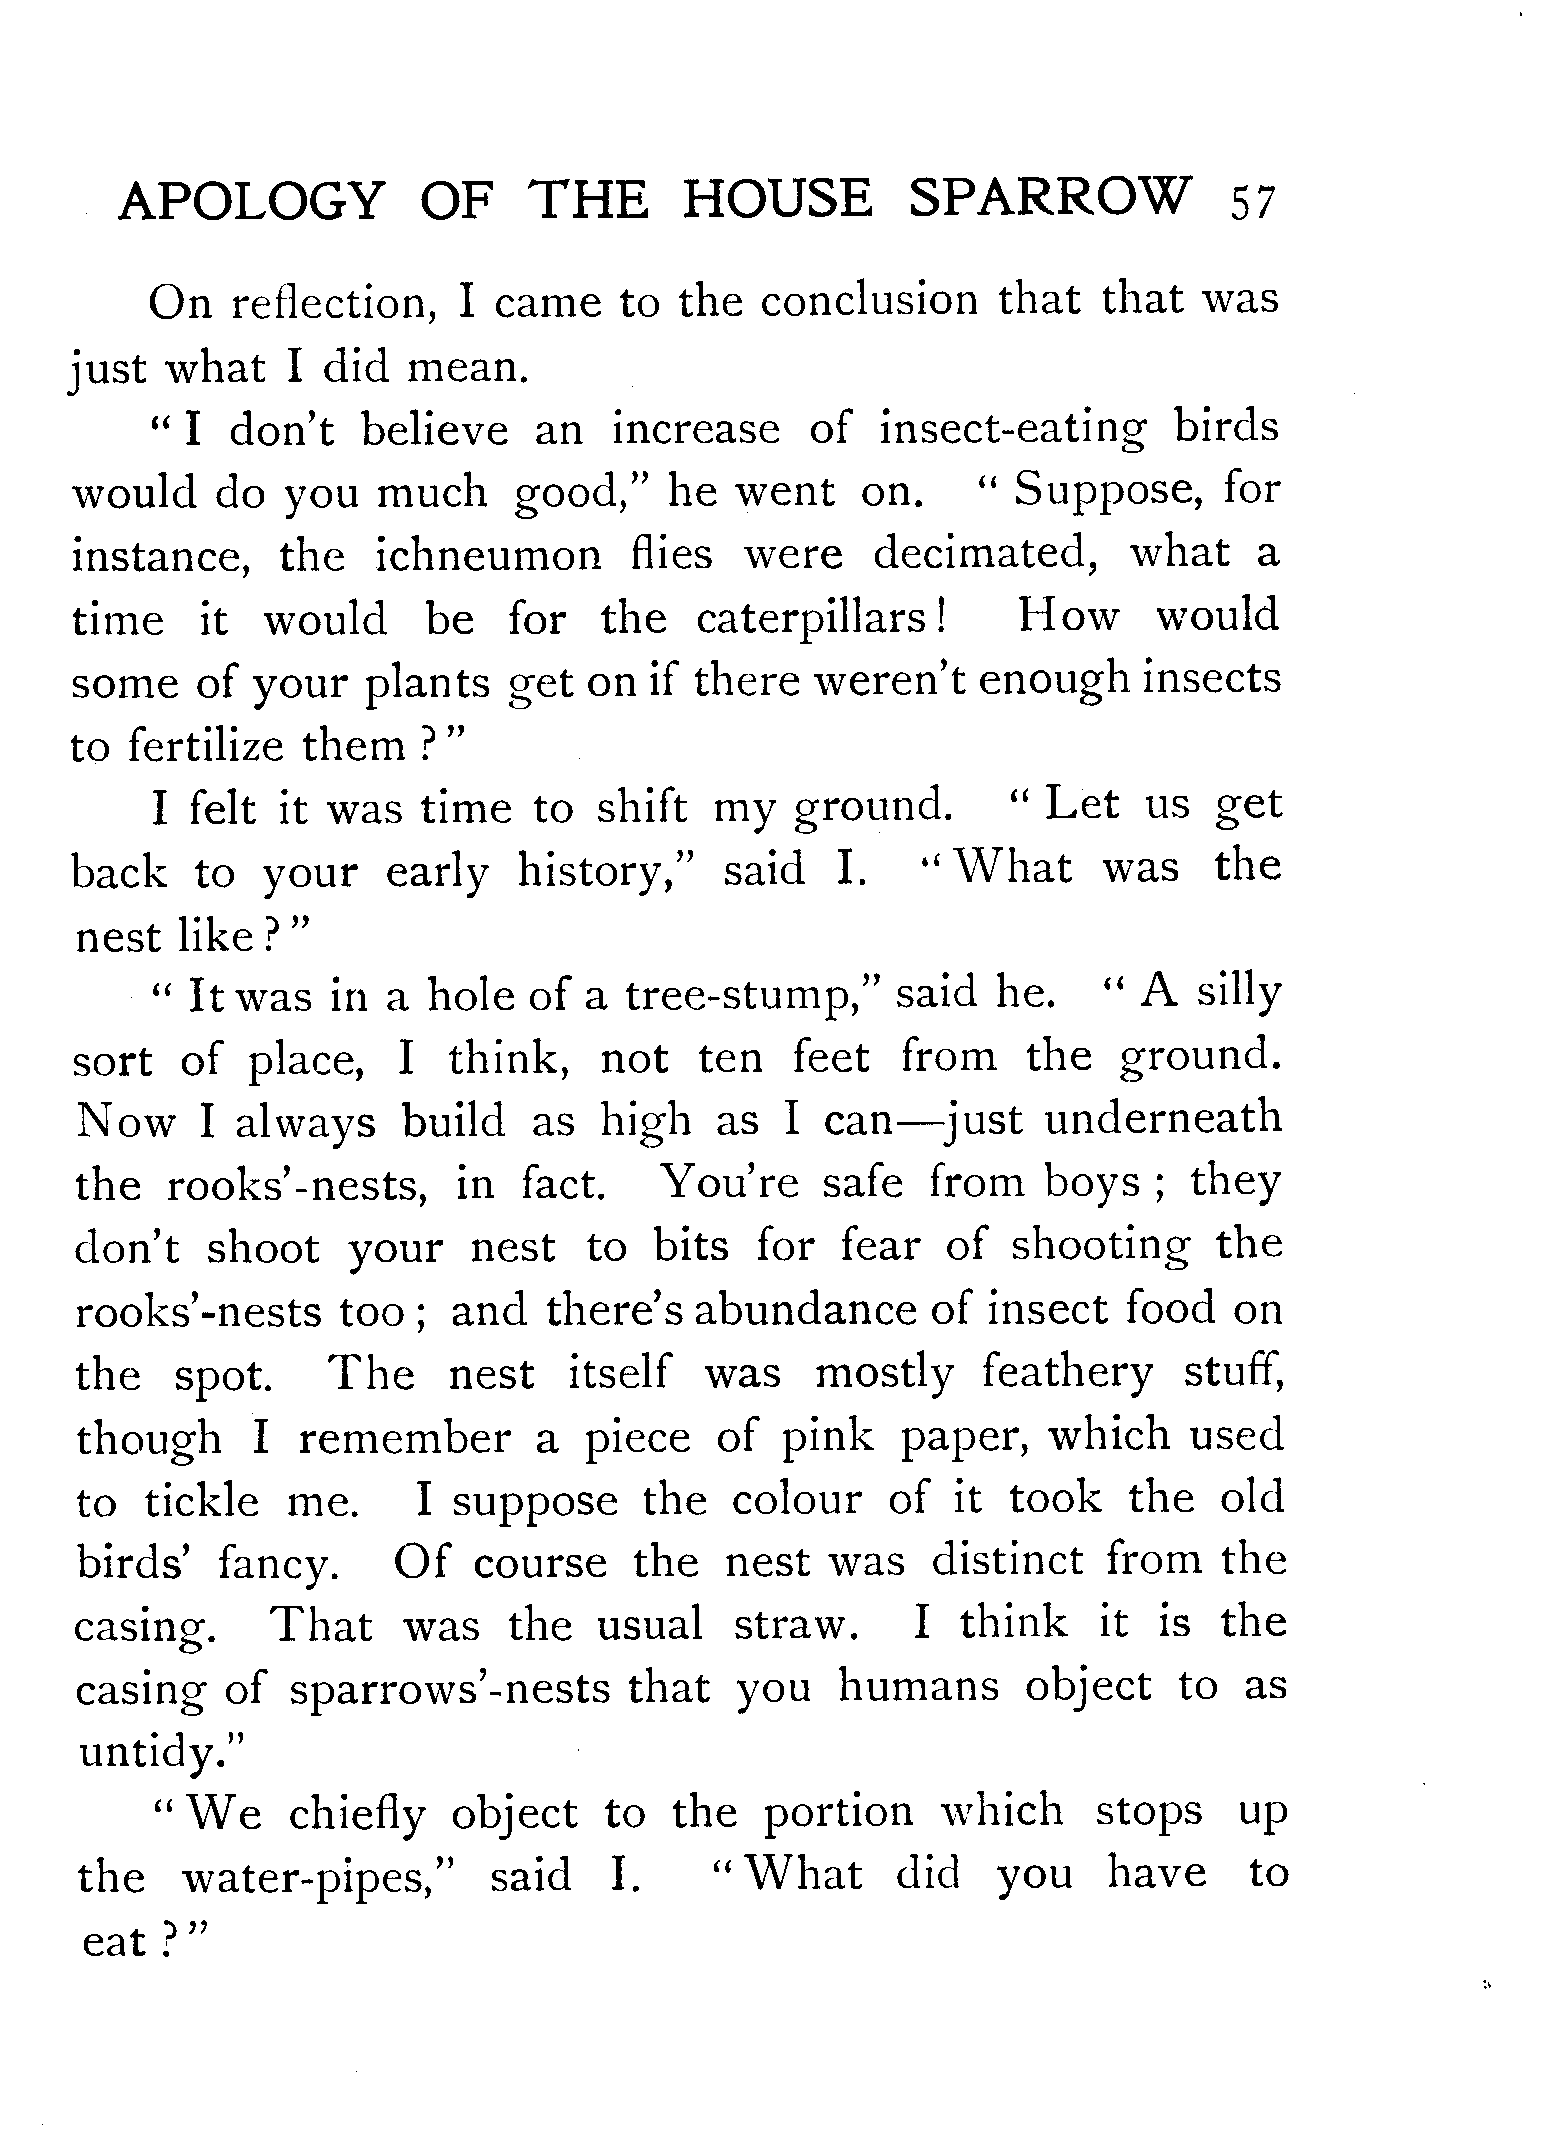 APOLOGY OF THE HOUSE SPARROW 57
On reflection, I came to the conclusion that that was
just what I did mean.
“ I don't believe an increase of insect-eating birds
would do you much good,” he went on. “ Suppose, for
instance, the ichneumon flies were decimated, what a
time it would be for the caterpillars ! How would
some of your plants get on if there weren't enough insects
to fertilize them ? ”
I felt it was time to shift my ground. “ Let us get
back to your early history,” said I. “ What was the
nest like ? ”
“ It was in a hole of a tree-stump,” said he. “ A silly
sort of place, I think, not ten feet from the ground.
Now I always build as high as I can—just underneath
the rooks'-nests, in fact. You're safe from boys ; they
don't shoot your nest to bits for fear of shooting the
rooks'-nests too ; and there's abundance of insect food on
the spot. The nest itself was mostly feathery stuff,
though I remember a piece of pink paper, which used
to tickle me. I suppose the colour of it took the old
birds' fancy. Of course the nest was distinct from the
casing. That was the usual straw. I think it is the
casing of sparrows'-nests that you humans object to as
untidy.”
“ We chiefly object to the portion which stops up
the water-pipes,” said I. “ What did you have to
eat ? ”